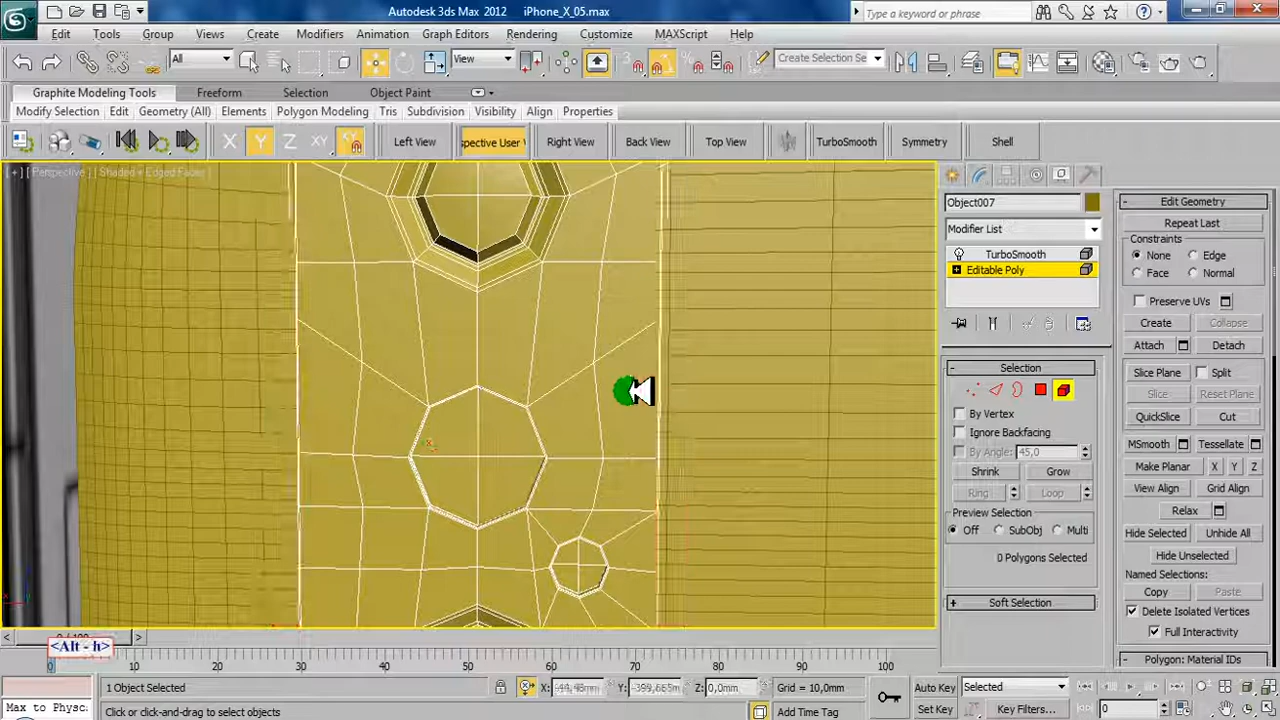 Autodesk 3ds Max 2012 iPhone_X_05.max
Type a keyword or phrase
Edit Tools Group Views Create Modifiers Animation Graph Editors Rendering Customize MAXScript Help
All View Create Selection Se
Graphite Modeling Tools Freeform Selection Object Paint
Modify Selection Edit Geometry (All) Elements Polygon Modeling Tris Subdivision Visibility Align Properties
X Y Z XY Left View spective User V Right View Back View Top View TurboSmooth Symmetry Shell
[ + ] [ Perspective ] [ Shaded + Edged Faces ]
Object007
Modifier List
TurboSmooth
Editable Poly
Selection
By Vertex
Ignore Backfacing
By Angle: 45,0
Shrink Grow
Ring Loop
Preview Selection
Off SubObj Multi
0 Polygons Selected
Soft Selection
Edit Geometry
Repeat Last
Constraints
None Edge
Face Normal
Preserve UVs
Create Collapse
Attach Detach
Slice Plane Split
Slice Reset Plane
QuickSlice Cut
MSmooth Tessellate
Make Planar X Y Z
View Align Grid Align
Relax
Hide Selected Unhide All
Hide Unselected
Named Selections:
Copy Paste
Delete Isolated Vertices
Full Interactivity
Polygon: Material IDs
0 / 100
<Alt - h>
0 10 20 30 40 50 60 70 80 90 100
1 Object Selected X: Y: Z: 0,0mm Grid = 10,0mm Auto Key Selected
Max to Physc. Click or click-and-drag to select objects Add Time Tag Set Key Key Filters... 0